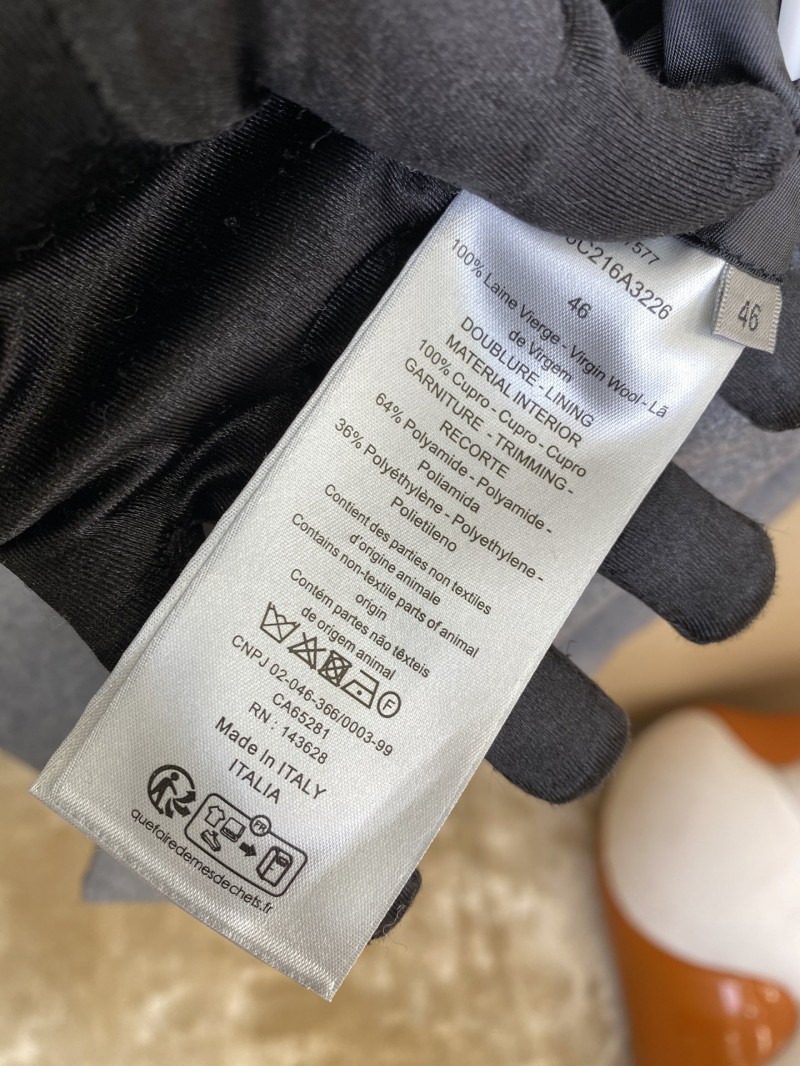 1577
6C216A3226
46
100% Laine Vierge - Virgin Wool - Lã
de Virgem
DOUBLURE - LINING
MATERIAL INTERIOR
100% Cupro - Cupro - Cupro
GARNITURE - TRIMMING -
RECORTE
64% Polyamide - Polyamide -
Poliamida
36% Polyéthylène - Polyethylene -
Polietileno
Contient des parties non textiles
d'origine animale
Contains non-textile parts of animal
origin
Contém partes não têxteis
de origem animal
F
CNPJ 02-046-366/0003-99
CA65281
RN : 143628
Made In ITALY
ITALIA
FR
quefairedemesdechets.fr
46